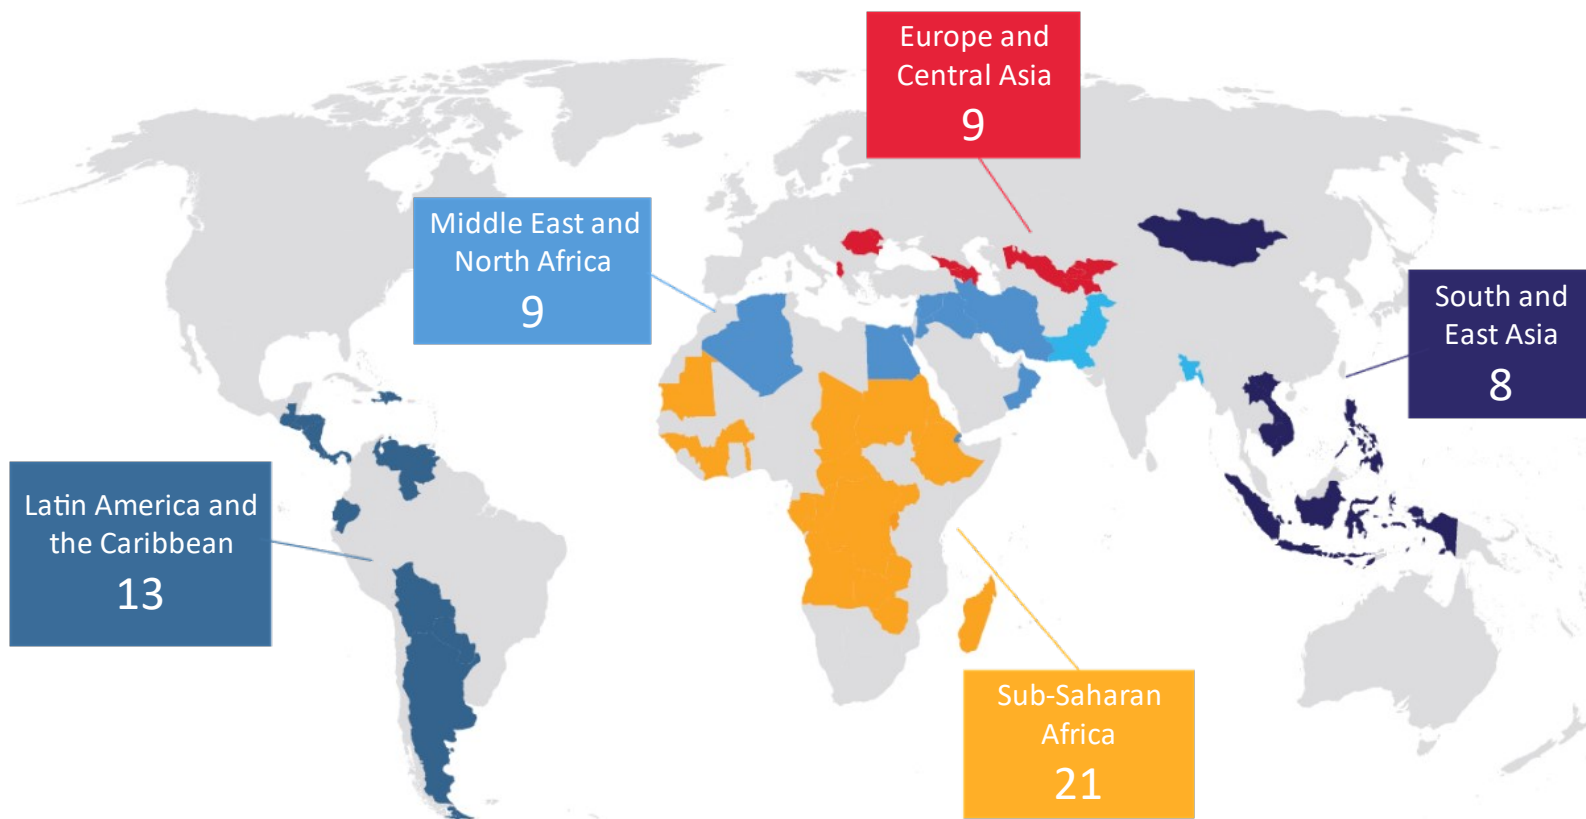 Europe and
Central Asia
9
Middle East and
North Africa
9
South and
East Asia
8
Latin America and
the Caribbean
13
Sub-Saharan
Africa
21